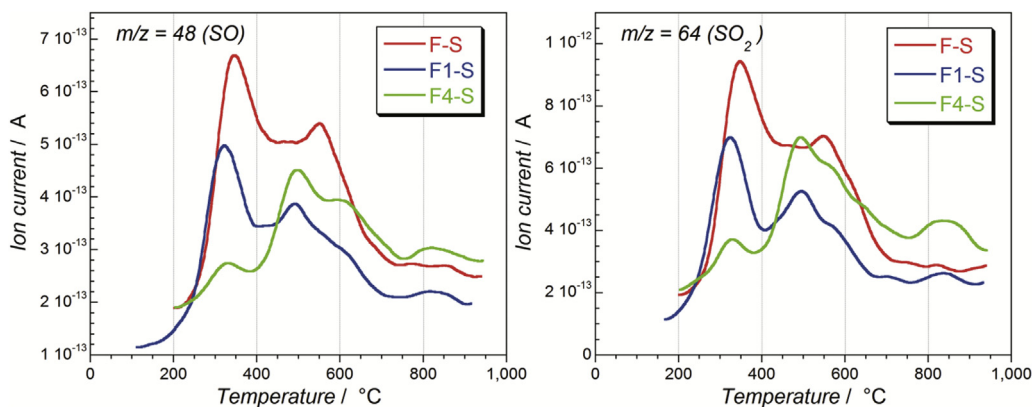 m/z = 48 (SO)
F-S
F1-S
F4-S
Ion current / A
7 10⁻¹³
6 10⁻¹³
5 10⁻¹³
4 10⁻¹³
3 10⁻¹³
2 10⁻¹³
1 10⁻¹³
0 200 400 600 800 1,000
Temperature / °C
m/z = 64 (SO₂ )
F-S
F1-S
F4-S
Ion current / A
1 10⁻¹²
8 10⁻¹³
6 10⁻¹³
4 10⁻¹³
2 10⁻¹³
0
0 200 400 600 800 1,000
Temperature / °C